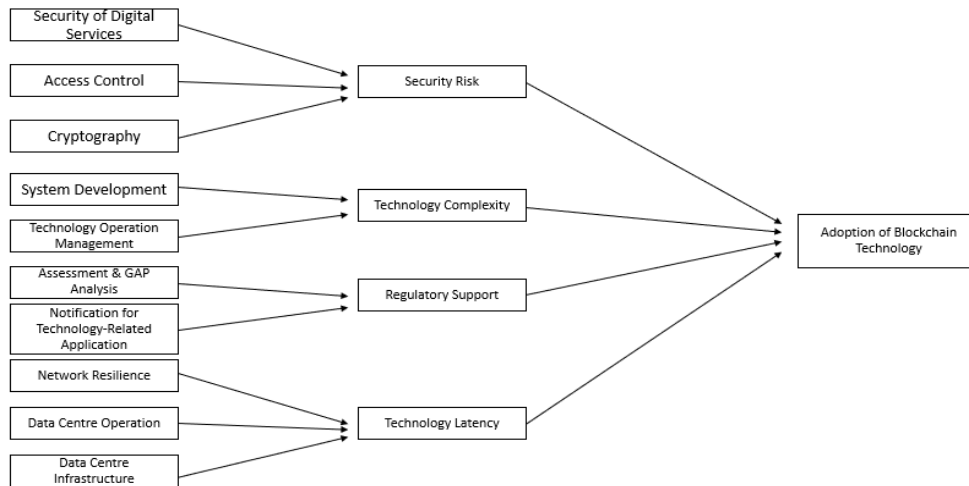 Security of Digital
Services
Access Control
Cryptography
System Development
Technology Operation
Management
Assessment & GAP
Analysis
Notification for
Technology-Related
Application
Network Resilience
Data Centre Operation
Data Centre
Infrastructure
Security Risk
Technology Complexity
Regulatory Support
Technology Latency
Adoption of Blockchain
Technology